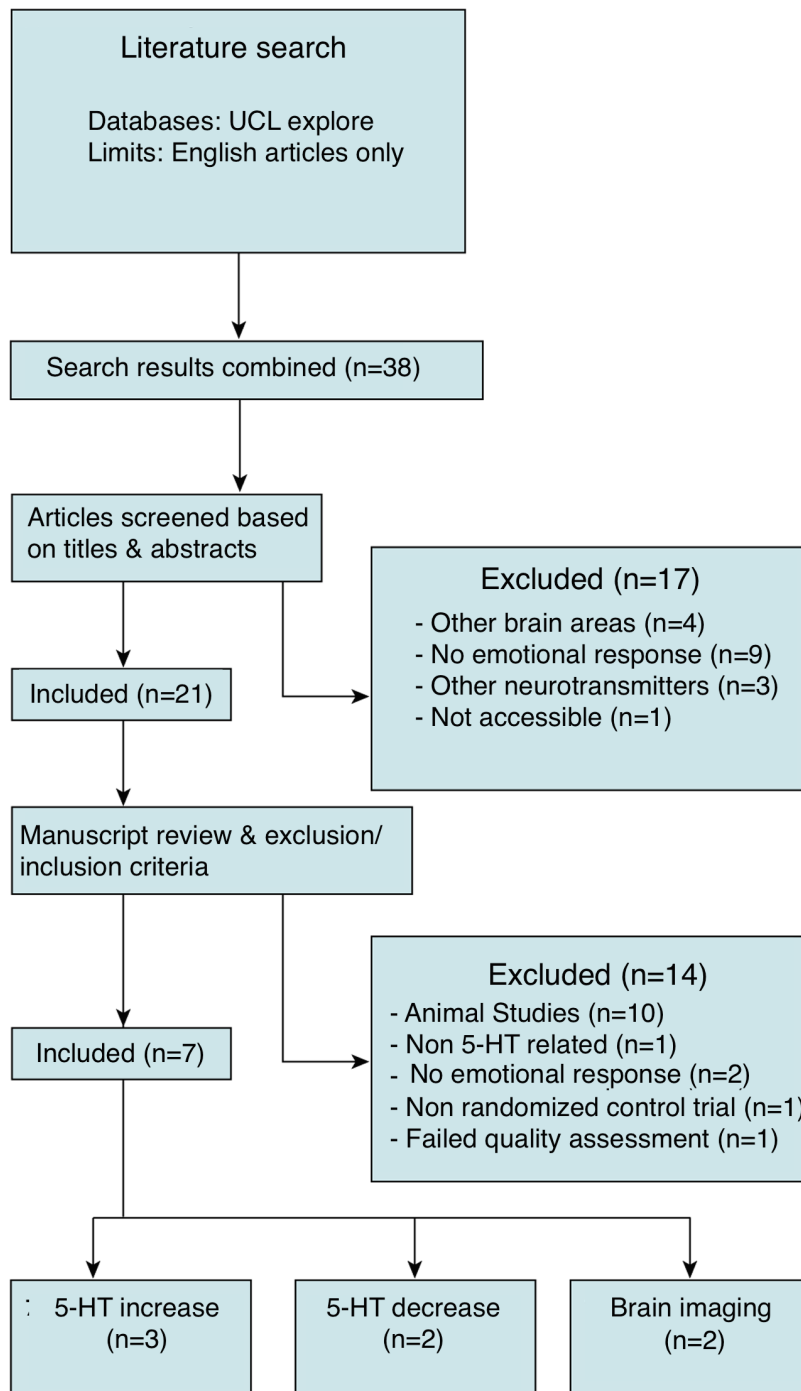 Literature search
Databases: UCL explore
Limits: English articles only
Search results combined (n=38)
Articles screened based
on titles & abstracts
Excluded (n=17)
- Other brain areas (n=4)
- No emotional response (n=9)
- Other neurotransmitters (n=3)
- Not accessible (n=1)
Included (n=21)
Manuscript review & exclusion/
inclusion criteria
Excluded (n=14)
- Animal Studies (n=10)
- Non 5-HT related (n=1)
- No emotional response (n=2)
- Non randomized control trial (n=1)
- Failed quality assessment (n=1)
Included (n=7)
5-HT increase
(n=3)
5-HT decrease
(n=2)
Brain imaging
(n=2)